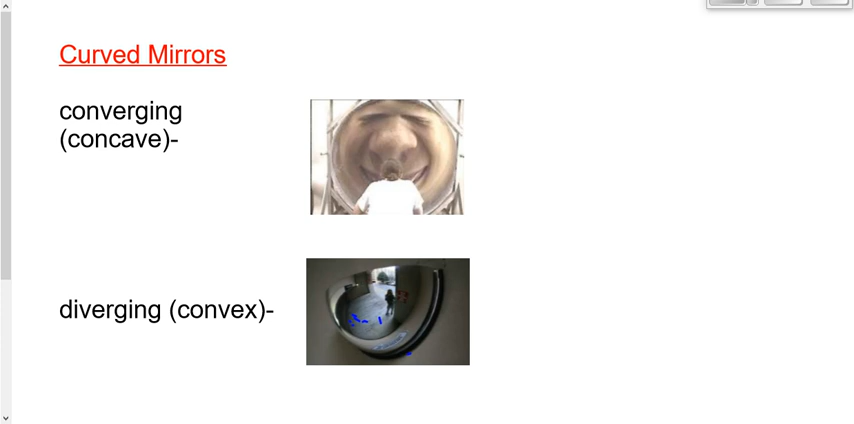 Curved Mirrors
converging
(concave)-
diverging (convex)-